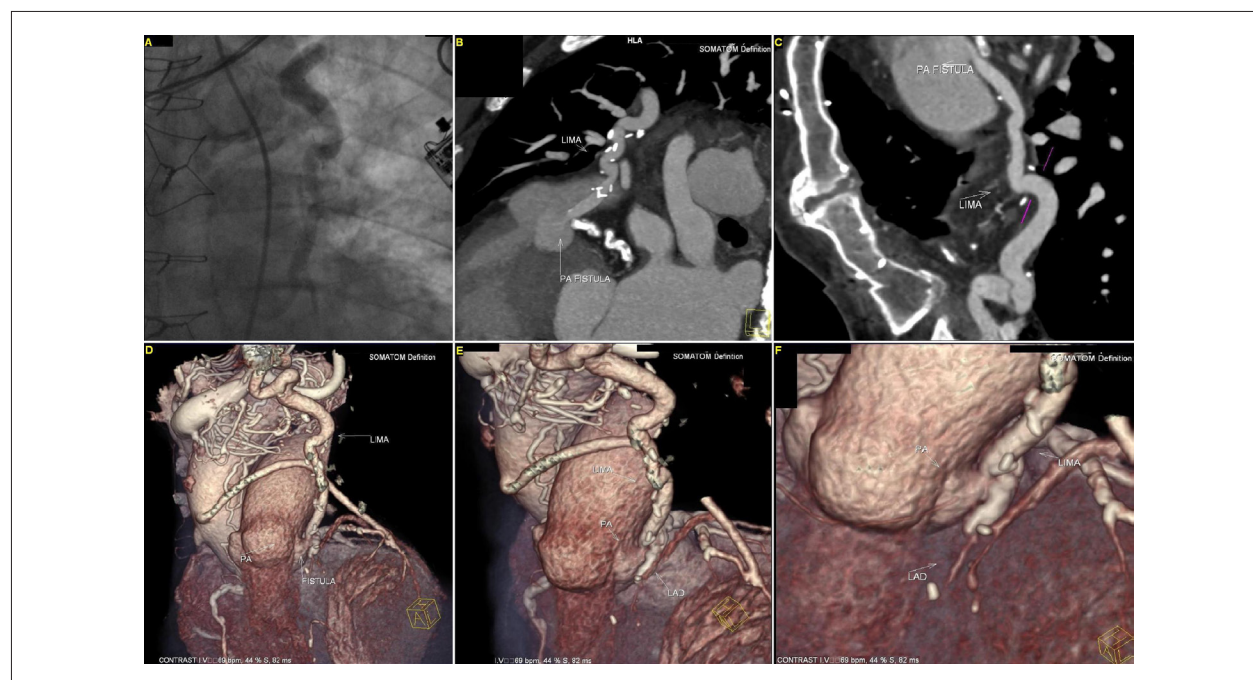 A
B
HLA
SOMATOM Definition
LIMA
PA FISTULA
C
PA FISTULA
LIMA
D
SOMATOM Definition
LIMA
PA
FISTULA
A
CONTRAST I.V□□69 bpm, 44 % S, 82 ms
E
SOMATOM Definition
LIMA
PA
LAD
I.V□□69 bpm, 44 % S, 82 ms
F
SOMATOM Definition
PA
LIMA
LAD
CONTRAST I.V□□69 bpm, 44 % S, 82 ms